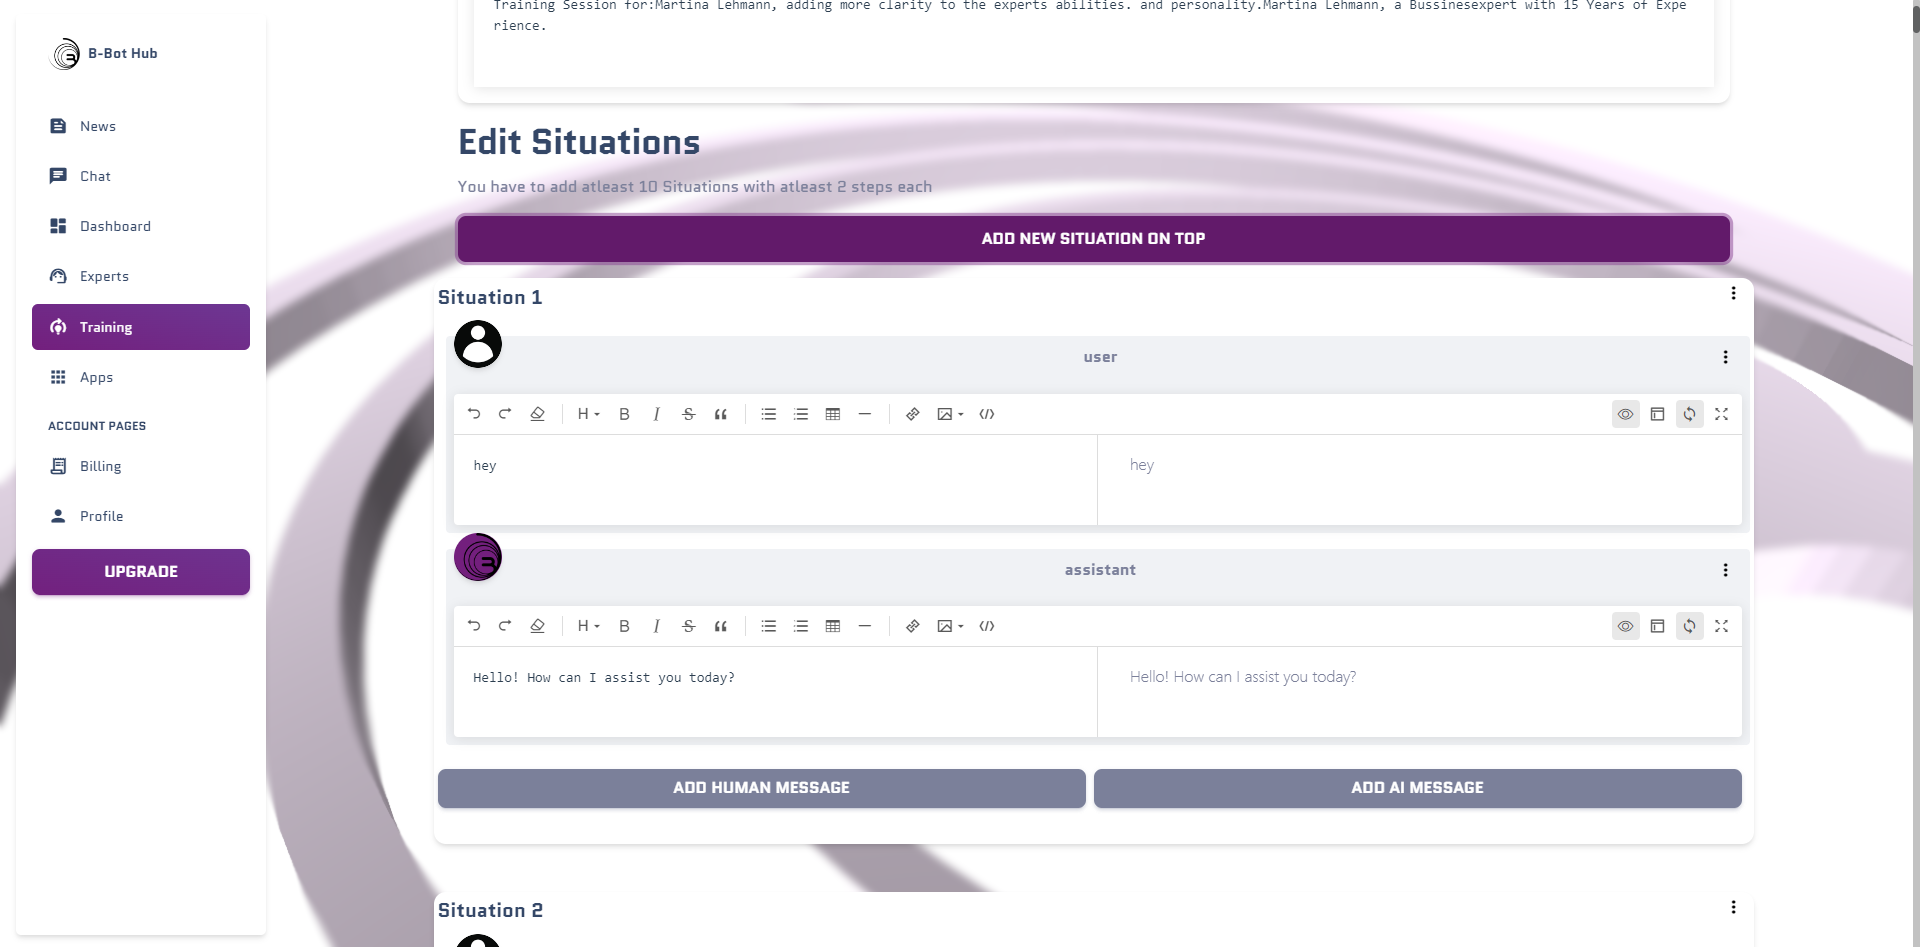 Training Session for:Martina Lehmann, adding more clarity to the experts abilities. and personality.Martina Lehmann, a Bussinesexpert with 15 Years of Expe
rience.
B-Bot Hub
News
Chat
Dashboard
Experts
Training
Apps
ACCOUNT PAGES
Billing
Profile
UPGRADE
Edit Situations
You have to add atleast 10 Situations with atleast 2 steps each
ADD NEW SITUATION ON TOP
Situation 1
user
H B I S
hey
hey
assistant
H B I S
Hello! How can I assist you today?
Hello! How can I assist you today?
ADD HUMAN MESSAGE
ADD AI MESSAGE
Situation 2